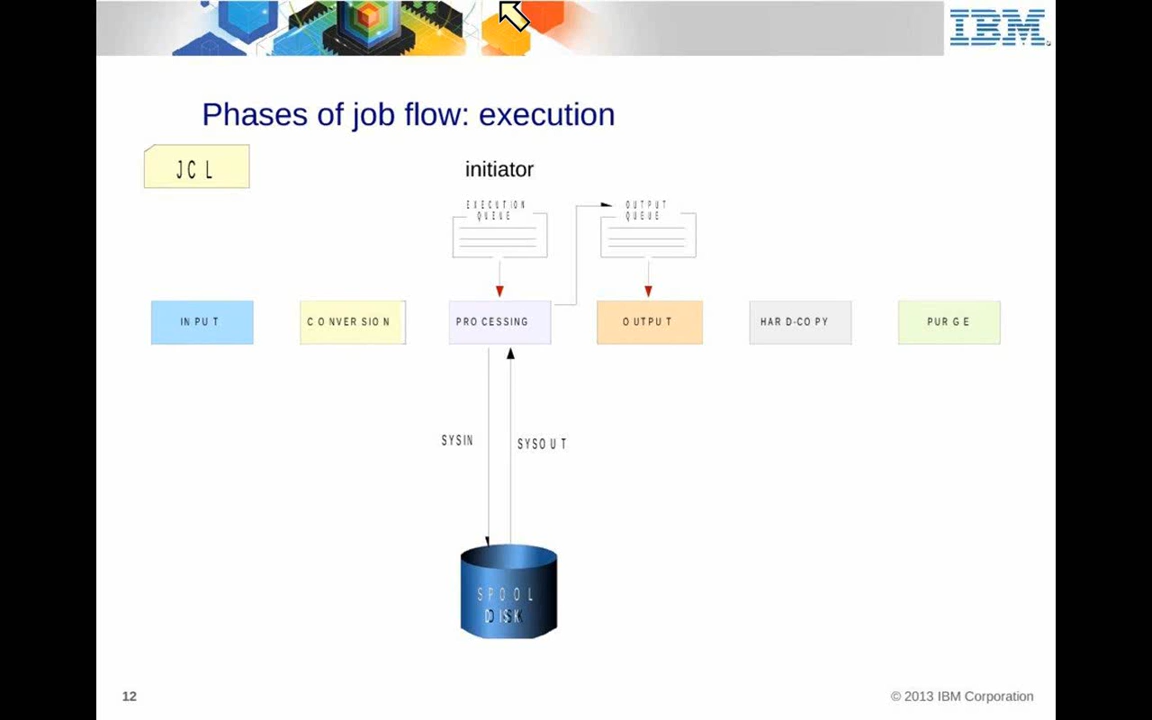 IBM
Phases of job flow: execution
JCL
initiator
EXECUTION
QUEUE
OUTPUT
QUEUE
INPUT
CONVERSION
PROCESSING
OUTPUT
HARD-COPY
PURGE
SYSIN
SYSOUT
SPOOL
DISK
12
© 2013 IBM Corporation